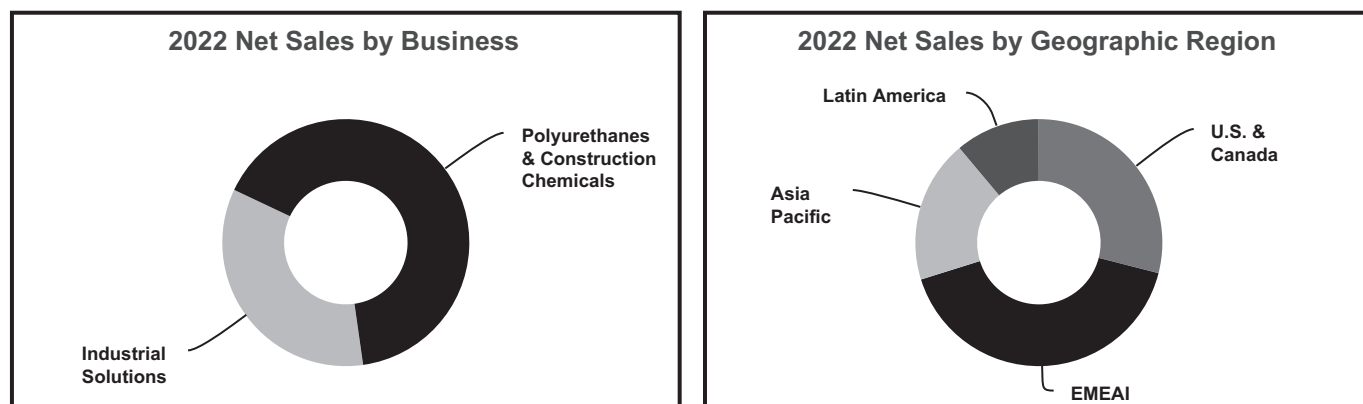 2022 Net Sales by Business
Polyurethanes
& Construction
Chemicals
Industrial
Solutions
2022 Net Sales by Geographic Region
Latin America
U.S. &
Canada
Asia
Pacific
EMEAI